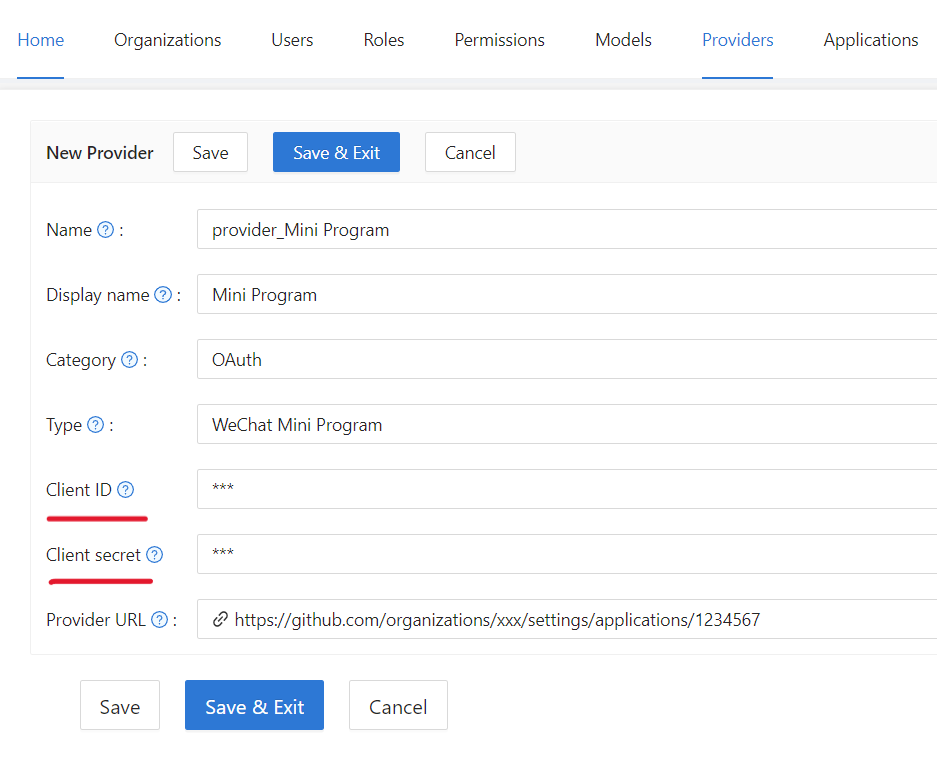 Home Organizations Users Roles Permissions Models Providers Applications
New Provider Save Save & Exit Cancel
Name ? : provider_Mini Program
Display name ? : Mini Program
Category ? : OAuth
Type ? : WeChat Mini Program
Client ID ? ***
Client secret ? ***
Provider URL ? : https://github.com/organizations/xxx/settings/applications/1234567
Save Save & Exit Cancel